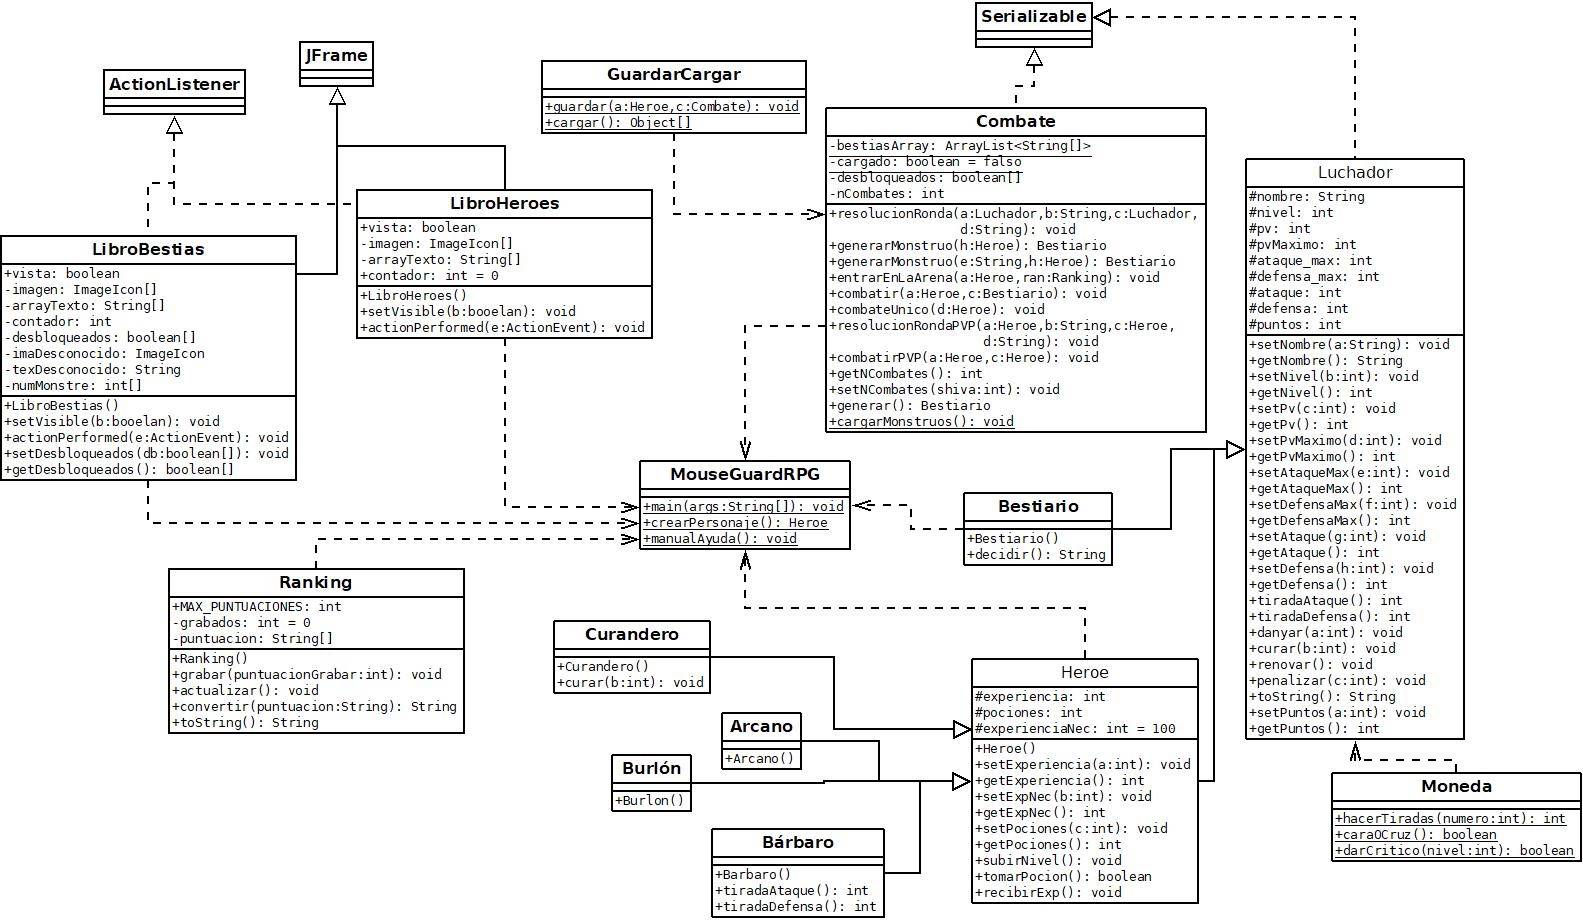 Serializable
JFrame
ActionListener
GuardarCargar
+guardar(a:Heroe,c:Combate): void
+cargar(): Object[]
Combate
-bestiasArray: ArrayList<String[]>
-cargado: boolean = falso
-desbloqueados: boolean[]
-nCombates: int
+resolucionRonda(a:Luchador,b:String,c:Luchador,
d:String): void
+generarMonstruo(h:Heroe): Bestiario
+generarMonstruo(e:String,h:Heroe): Bestiario
+entrarEnLaArena(a:Heroe,ran:Ranking): void
+combatir(a:Heroe,c:Bestiario): void
+combateUnico(d:Heroe): void
+resolucionRondaPVP(a:Heroe,b:String,c:Heroe,
d:String): void
+combatirPVP(a:Heroe,c:Heroe): void
+getNCombates(): int
+setNCombates(shiva:int): void
+generar(): Bestiario
+cargarMonstruos(): void
Luchador
#nombre: String
#nivel: int
#pv: int
#pvMaximo: int
#ataque_max: int
#defensa_max: int
#ataque: int
#defensa: int
#puntos: int
+setNombre(a:String): void
+getNombre(): String
+setNivel(b:int): void
+getNivel(): int
+setPv(c:int): void
+getPv(): int
+setPvMaximo(d:int): void
+getPvMaximo(): int
+setAtaqueMax(e:int): void
+getAtaqueMax(): int
+setDefensaMax(f:int): void
+getDefensaMax(): int
+setAtaque(g:int): void
+getAtaque(): int
+setDefensa(h:int): void
+getDefensa(): int
+tiradaAtaque(): int
+tiradaDefensa(): int
+danyar(a:int): void
+curar(b:int): void
+renovar(): void
+penalizar(c:int): void
+toString(): String
+setPuntos(a:int): void
+getPuntos(): int
LibroHeroes
+vista: boolean
-imagen: ImageIcon[]
-arrayTexto: String[]
+contador: int = 0
+LibroHeroes()
+setVisible(b:booelan): void
+actionPerformed(e:ActionEvent): void
LibroBestias
+vista: boolean
-imagen: ImageIcon[]
-arrayTexto: String[]
-contador: int
-desbloqueados: boolean[]
-imaDesconocido: ImageIcon
-texDesconocido: String
-numMonstre: int[]
+LibroBestias()
+setVisible(b:booelan): void
+actionPerformed(e:ActionEvent): void
+setDesbloqueados(db:boolean[]): void
+getDesbloqueados(): boolean[]
MouseGuardRPG
+main(args:String[]): void
+crearPersonaje(): Heroe
+manualAyuda(): void
Bestiario
+Bestiario()
+decidir(): String
Ranking
+MAX_PUNTUACIONES: int
-grabados: int = 0
-puntuacion: String[]
+Ranking()
+grabar(puntuacionGrabar:int): void
+actualizar(): void
+convertir(puntuacion:String): String
+toString(): String
Curandero
+Curandero()
+curar(b:int): void
Arcano
+Arcano()
Burlón
+Burlon()
Bárbaro
+Barbaro()
+tiradaAtaque(): int
+tiradaDefensa(): int
Heroe
#experiencia: int
#pociones: int
#experienciaNec: int = 100
+Heroe()
+setExperiencia(a:int): void
+getExperiencia(): int
+setExpNec(b:int): void
+getExpNec(): int
+setPociones(c:int): void
+getPociones(): int
+subirNivel(): void
+tomarPocion(): boolean
+recibirExp(): void
Moneda
+hacerTiradas(numero:int): int
+caraOCruz(): boolean
+darCritico(nivel:int): boolean